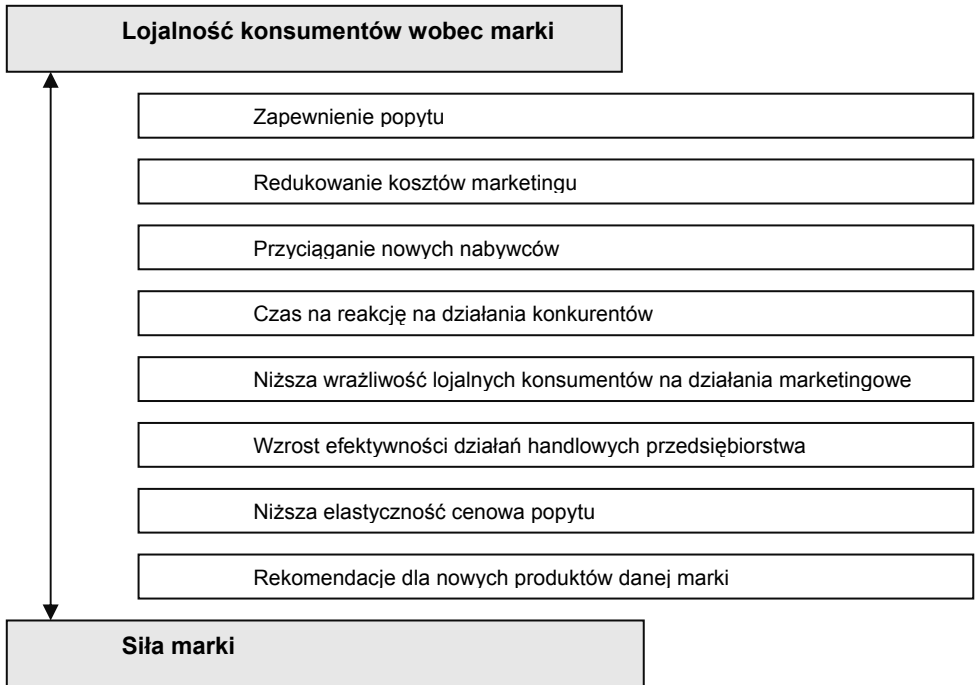 Lojalność konsumentów wobec marki
Zapewnienie popytu
Redukowanie kosztów marketingu
Przyciąganie nowych nabywców
Czas na reakcję na działania konkurentów
Niższa wrażliwość lojalnych konsumentów na działania marketingowe
Wzrost efektywności działań handlowych przedsiębiorstwa
Niższa elastyczność cenowa popytu
Rekomendacje dla nowych produktów danej marki
Siła marki